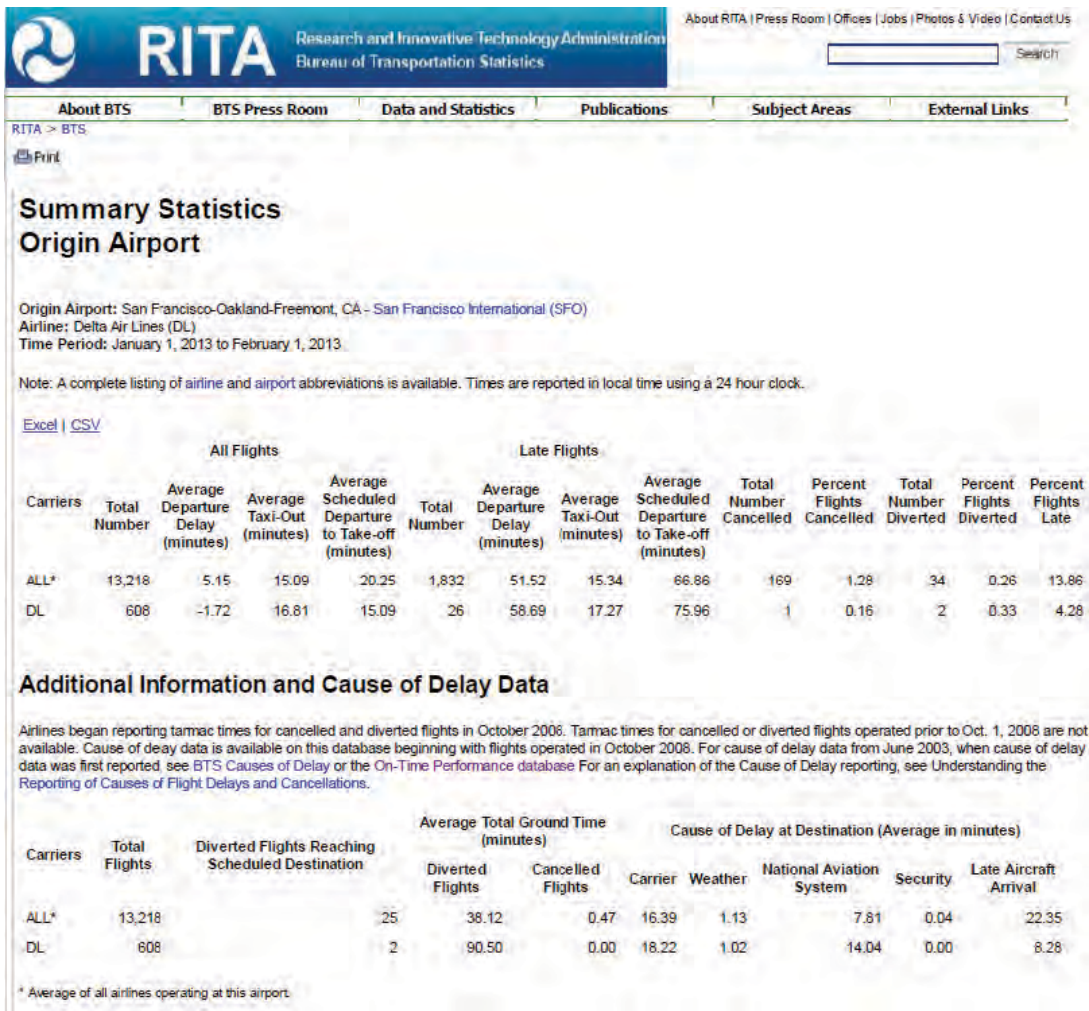 About RITA | Press Room | Offices | Jobs | Photos & Video | Contact Us
RITA
Research and Innovative Technology Administration
Bureau of Transportation Statistics
Search
About BTS BTS Press Room Data and Statistics Publications Subject Areas External Links
RITA > BTS
Print
Summary Statistics
Origin Airport
Origin Airport: San Francisco-Oakland-Freemont, CA - San Francisco International (SFO)
Airline: Delta Air Lines (DL)
Time Period: January 1, 2013 to February 1, 2013
Note: A complete listing of airline and airport abbreviations is available. Times are reported in local time using a 24 hour clock.
Excel | CSV
All Flights Late Flights
Carriers Total Number Average Departure Delay (minutes) Average Taxi-Out (minutes) Average Scheduled Departure to Take-off (minutes) Total Number Average Departure Delay (minutes) Average Taxi-Out (minutes) Average Scheduled Departure to Take-off (minutes) Total Number Cancelled Percent Flights Cancelled Total Number Diverted Percent Flights Diverted Percent Flights Late
ALL* 13,218 5.15 15.09 20.25 1,832 51.52 15.34 66.86 169 1.28 34 0.26 13.86
DL 608 -1.72 16.81 15.09 26 58.69 17.27 75.96 1 0.16 2 0.33 4.28
Additional Information and Cause of Delay Data
Airlines began reporting tarmac times for cancelled and diverted flights in October 2008. Tarmac times for cancelled or diverted flights operated prior to Oct. 1, 2008 are not
available. Cause of deay data is available on this database beginning with flights operated in October 2008. For cause of delay data from June 2003, when cause of delay
data was first reported, see BTS Causes of Delay or the On-Time Performance database For an explanation of the Cause of Delay reporting, see Understanding the
Reporting of Causes of Flight Delays and Cancellations.
Carriers Total Flights Diverted Flights Reaching Scheduled Destination Average Total Ground Time (minutes) Cause of Delay at Destination (Average in minutes)
Diverted Flights Cancelled Flights Carrier Weather National Aviation System Security Late Aircraft Arrival
ALL* 13,218 25 38.12 0.47 16.39 1.13 7.81 0.04 22.35
DL 608 2 90.50 0.00 18.22 1.02 14.04 0.00 8.28
* Average of all airlines operating at this airport.